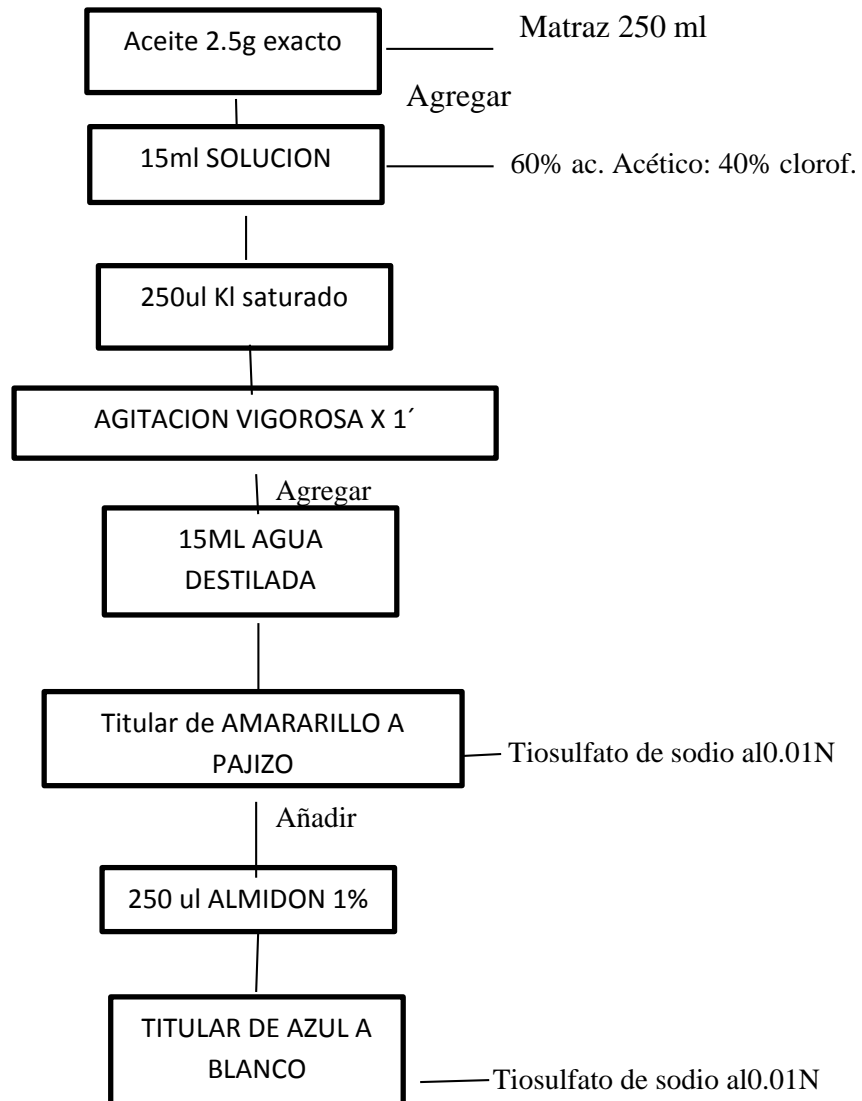 Aceite 2.5g exacto
Matraz 250 ml
Agregar
15ml SOLUCION
60% ac. Acético: 40% clorof.
250ul Kl saturado
AGITACION VIGOROSA X 1´
Agregar
15ML AGUA
DESTILADA
Titular de AMARARILLO A
PAJIZO
Tiosulfato de sodio al0.01N
Añadir
250 ul ALMIDON 1%
TITULAR DE AZUL A
BLANCO
Tiosulfato de sodio al0.01N